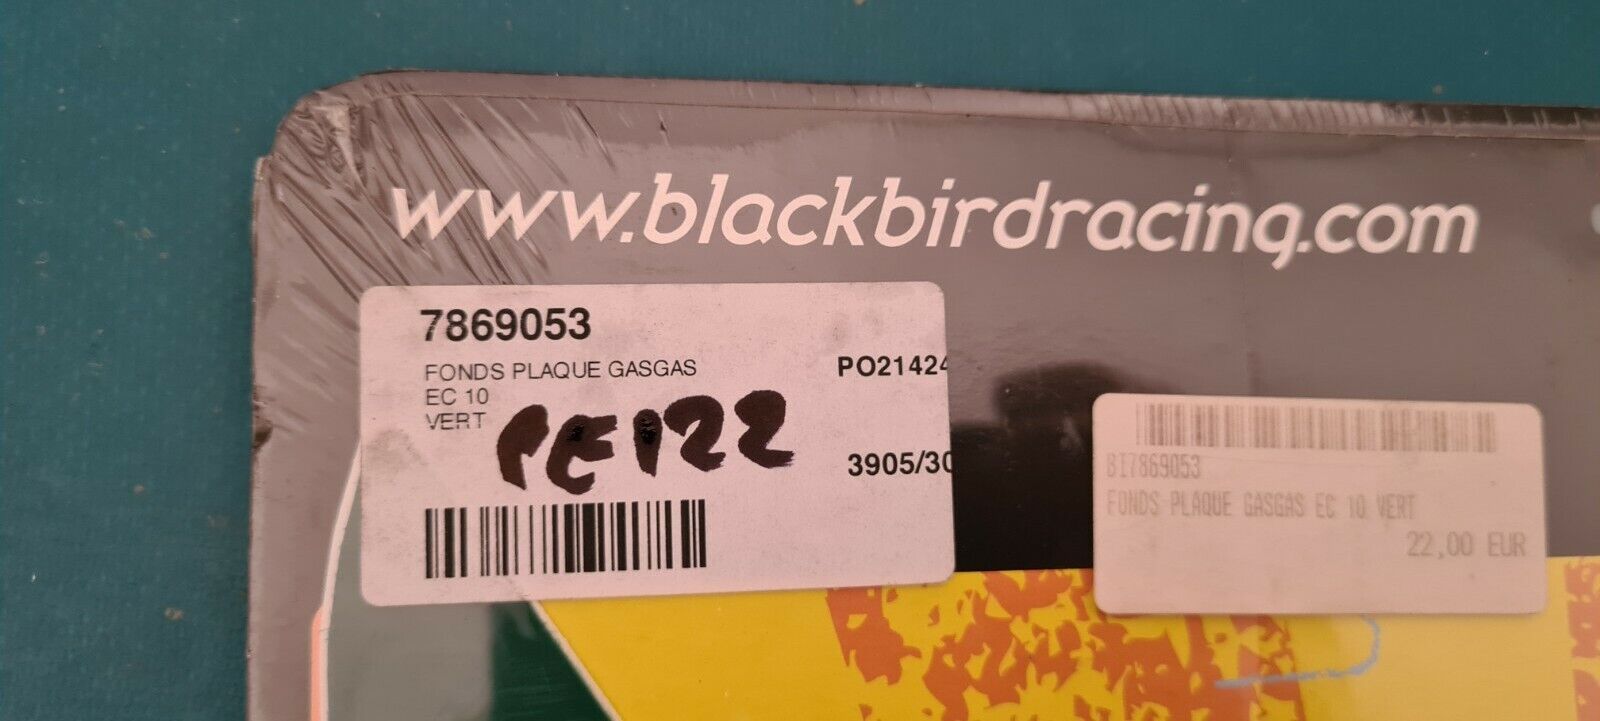 www.blackbirdracing.com
7869053
FONDS PLAQUE GASGAS
EC 10
VERT
PO21424
3905/30
PE122
BI7869053
FONDS PLAQUE GASGAS EC 10 VERT
22,00 EUR